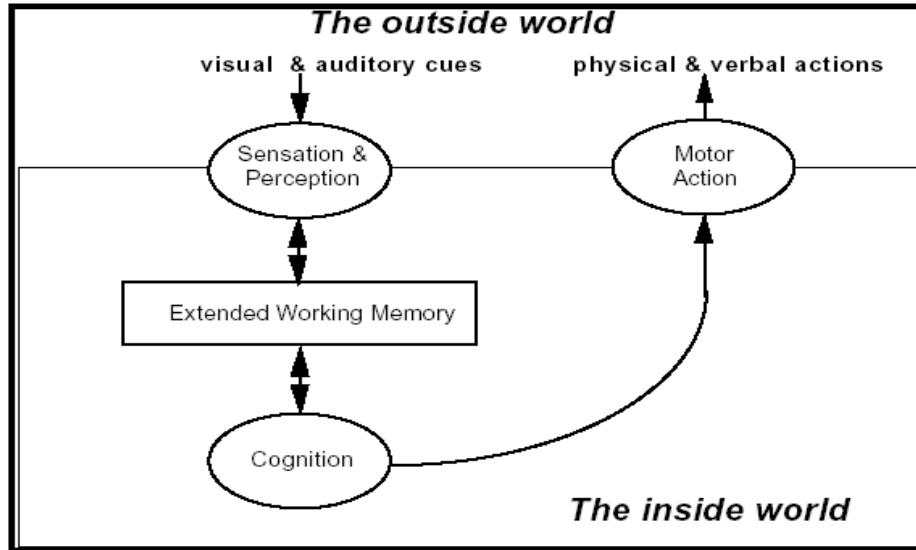 The outside world
visual & auditory cues
physical & verbal actions
Sensation &
Perception
Motor
Action
Extended Working Memory
Cognition
The inside world